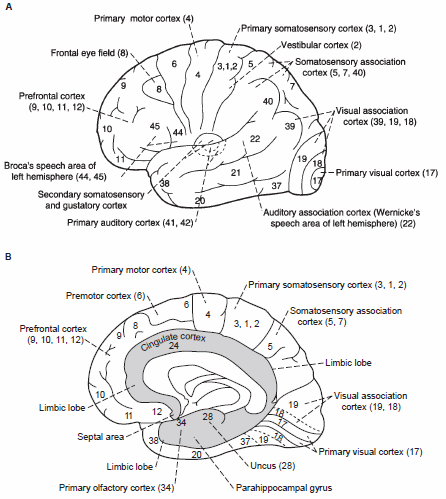 A
Primary motor cortex (4)
Primary somatosensory cortex (3, 1, 2)
Vestibular cortex (2)
Frontal eye field (8)
Somatosensory association
cortex (5, 7, 40)
6
4
3,1,2
5
7
9
8
Prefrontal cortex
(9, 10, 11, 12)
40
Visual association
cortex (39, 19, 18)
10
45
44
39
22
11
19
18
Broca's speech area of
left hemisphere (44, 45)
21
17
Primary visual cortex (17)
38
37
Secondary somatosensory
and gustatory cortex
20
Primary auditory cortex (41, 42)
Auditory association cortex (Wernicke's
speech area of left hemisphere) (22)
B
Primary motor cortex (4)
Primary somatosensory cortex (3, 1, 2)
Premotor cortex (6)
6
4
Somatosensory association
cortex (5, 7)
Prefrontal cortex
(9, 10, 11, 12)
8
9
3, 1, 2
Cingulate cortex
24
5
Limbic lobe
10
Visual association
cortex (19, 18)
Limbic lobe
11
12
19
18
17
28
34
Septal area
38
37
19
18
Primary visual cortex (17)
Limbic lobe
20
Uncus (28)
Primary olfactory cortex (34)
Parahippocampal gyrus